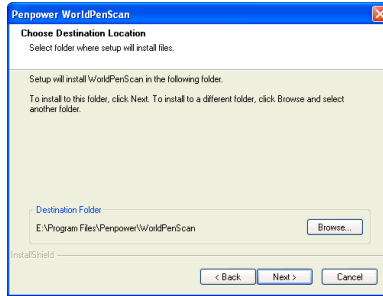 Penpower WorldPenScan
Choose Destination Location
Select folder where setup will install files.
Setup will install WorldPenScan in the following folder.
To install to this folder, click Next. To install to a different folder, click Browse and select
another folder.
Destination Folder
E:\Program Files\Penpower\WorldPenScan
Browse...
InstallShield
< Back
Next >
Cancel